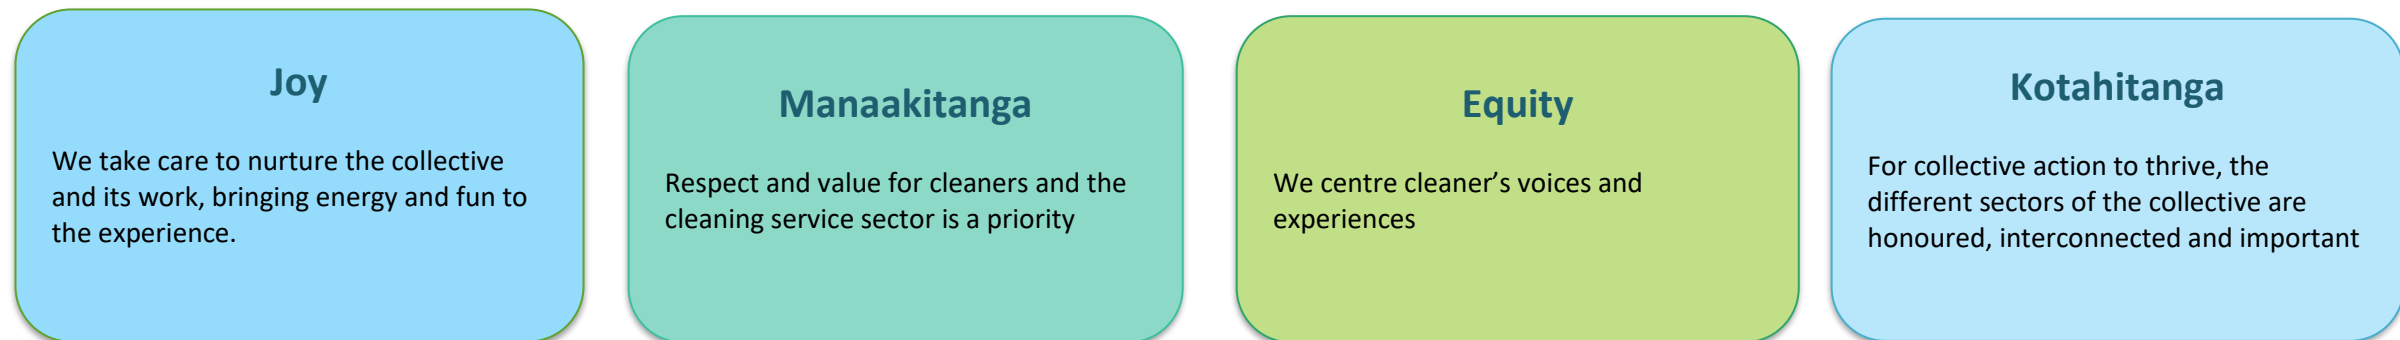 Joy
We take care to nurture the collective
and its work, bringing energy and fun to
the experience.
Manaakitanga
Respect and value for cleaners and the
cleaning service sector is a priority
Equity
We centre cleaner’s voices and
experiences
Kotahitanga
For collective action to thrive, the
different sectors of the collective are
honoured, interconnected and important